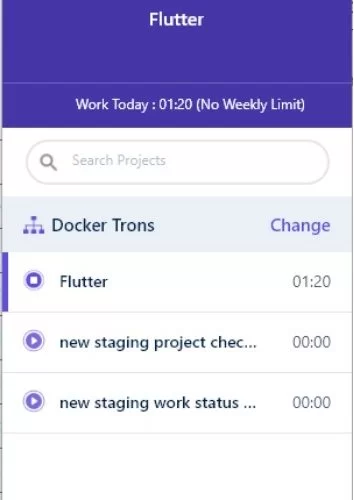 Flutter
Work Today : 01:20 (No Weekly Limit)
Search Projects
Docker Trons Change
Flutter 01:20
new staging project chec... 00:00
new staging work status ... 00:00